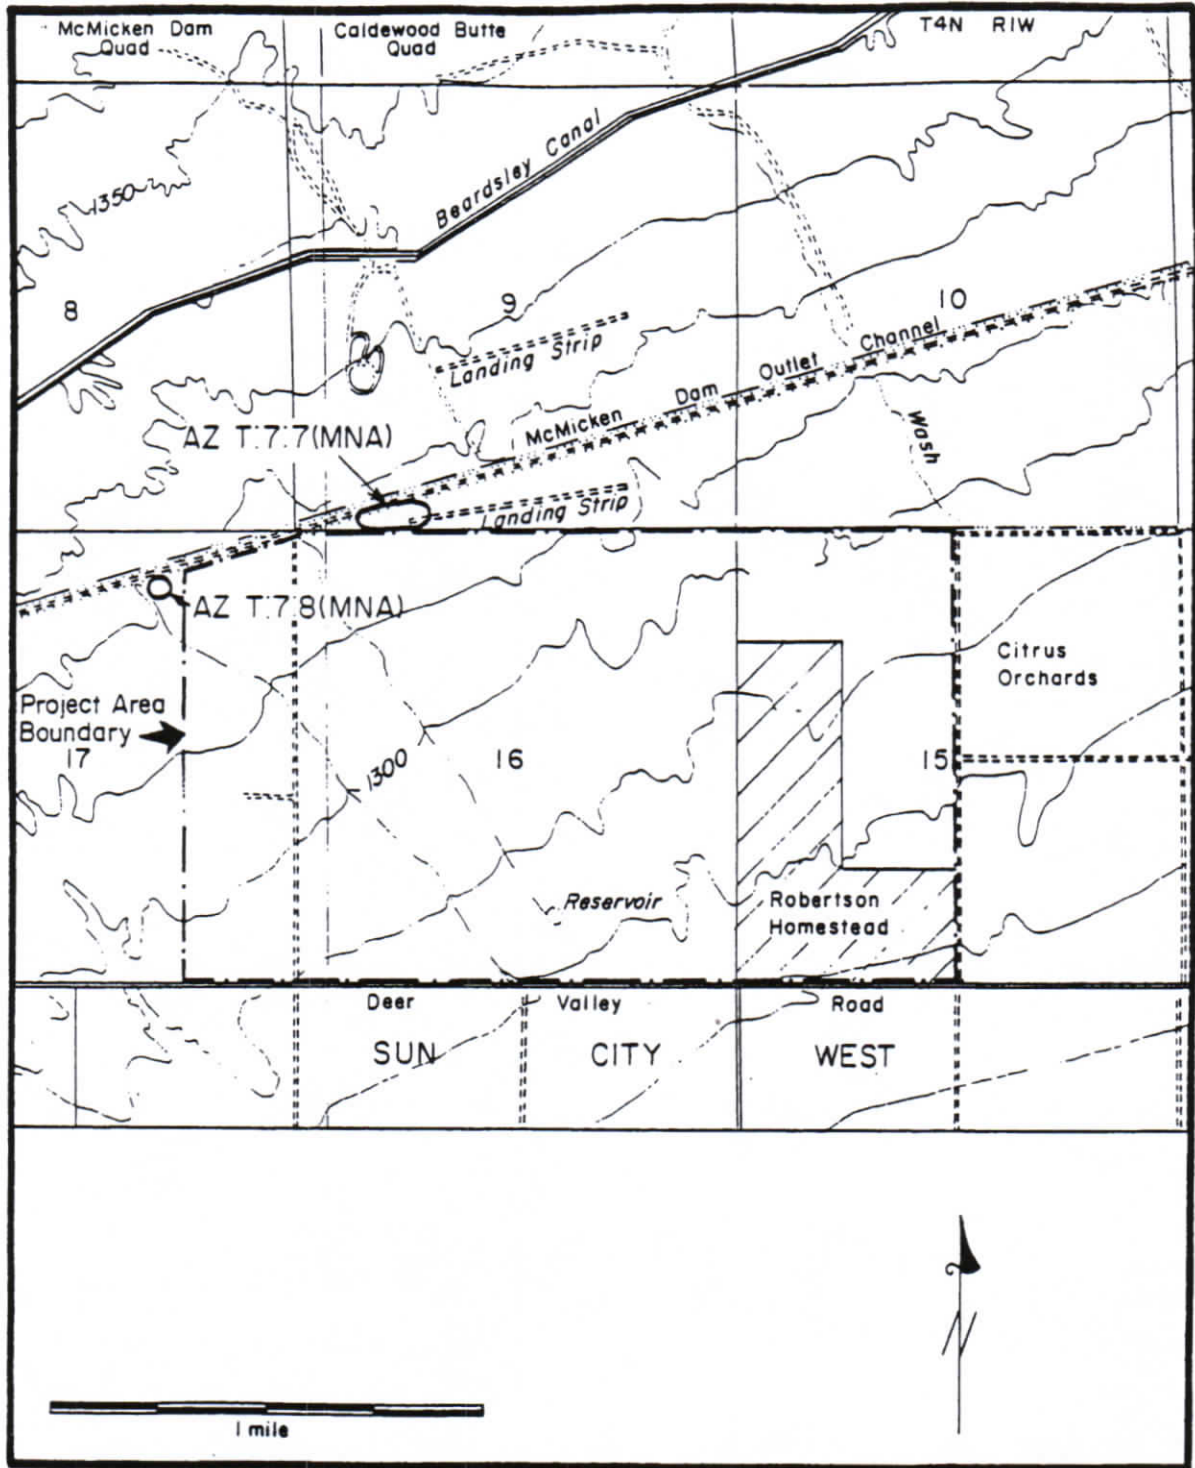 McMicken Dam
Quad
Caldewood Butte
Quad
T4N R1W
1350
Beardsley Canal
8
9
10
Landing Strip
McMicken Dam Outlet Channel
AZ T:7:7(MNA)
Wash
Landing Strip
AZ T:7:8(MNA)
Citrus
Orchards
Project Area
Boundary
17
16
15
1300
Reservoir
Robertson
Homestead
Deer Valley Road
SUN CITY WEST
N
1 mile